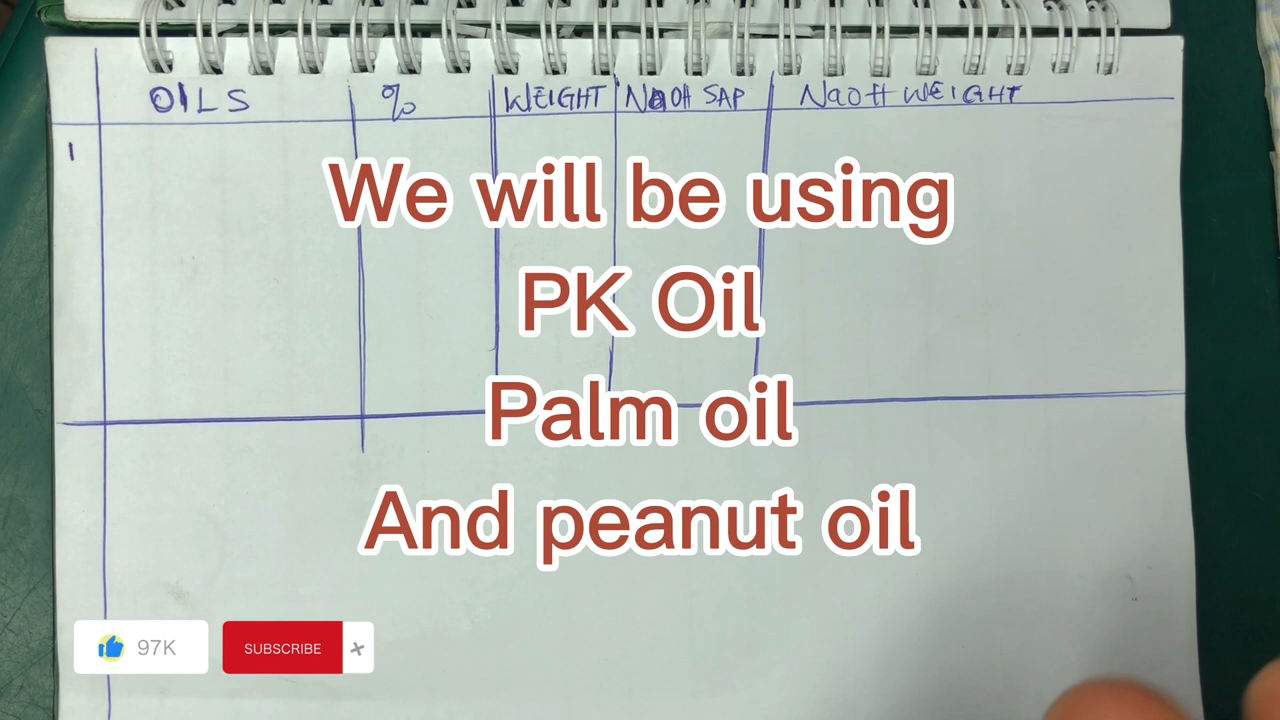 OILS % WEIGHT NaOH SAP NaOH WEIGHT
1
We will be using
PK Oil
Palm oil
And peanut oil
97K SUBSCRIBE